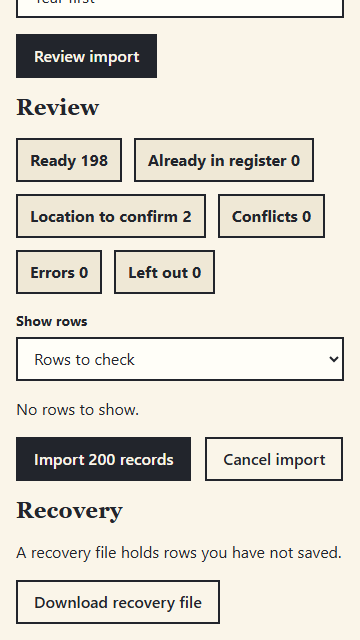 Year first
Review import
Review
Ready 198
Already in register 0
Location to confirm 2
Conflicts 0
Errors 0
Left out 0
Show rows
Rows to check
No rows to show.
Import 200 records
Cancel import
Recovery
A recovery file holds rows you have not saved.
Download recovery file